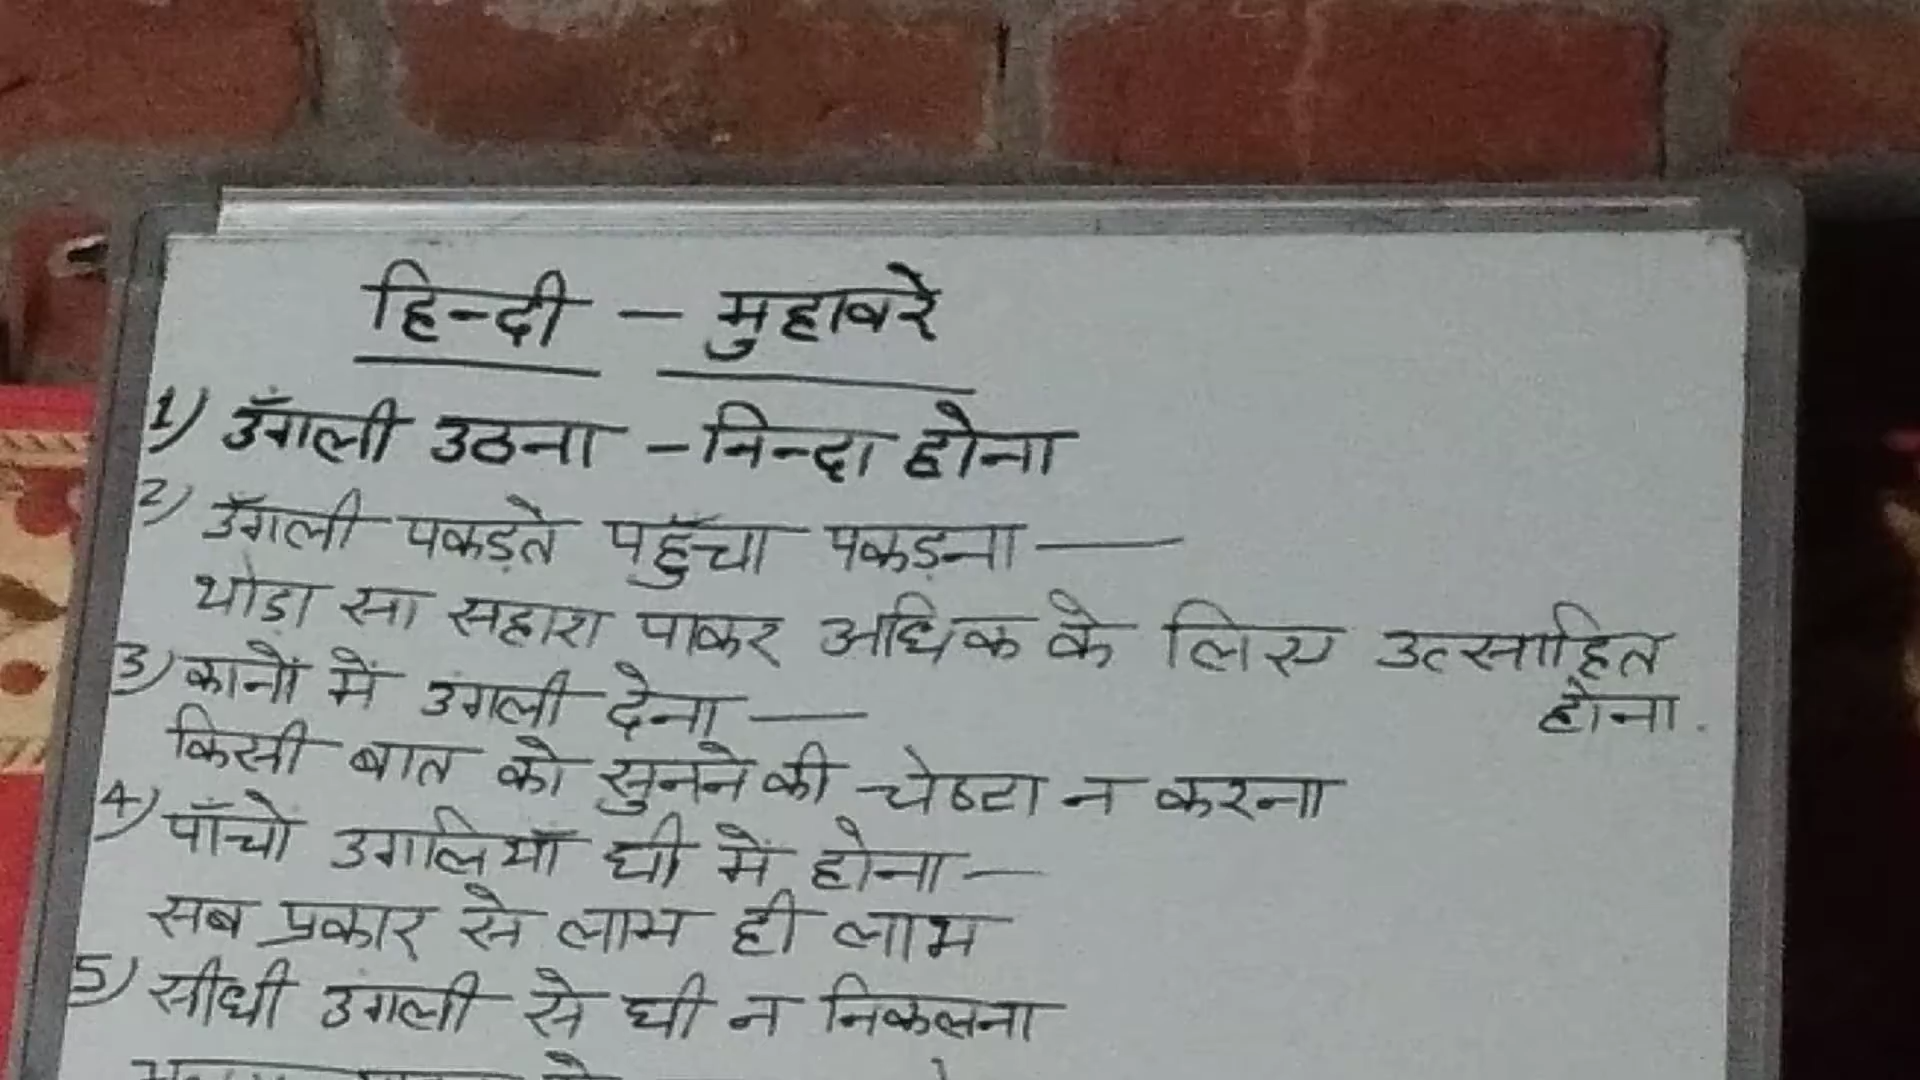 हिन्दी - मुहावरे
1) उँगली उठना - निन्दा होना
2) उँगली पकड़ते पहुँचा पकड़ना —
थोड़ा सा सहारा पाकर अधिक के लिए उत्साहित
होना.
3) कानों में उंगली देना —
किसी बात को सुनने की चेष्टा न करना
4) पाँचों उगलियाँ घी में होना —
सब प्रकार से लाभ ही लाभ
5) सीधी उंगली से घी न निकलना